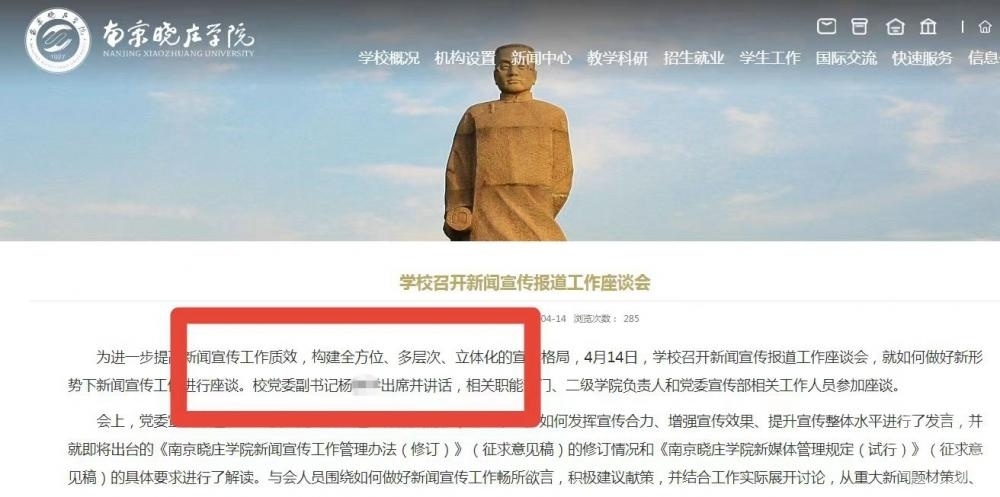 南京晓庄学院
NANJING XIAOZHUANG UNIVERSITY
1927
学校概况 机构设置 新闻中心 教学科研 招生就业 学生工作 国际交流 快速服务 信息
学校召开新闻宣传报道工作座谈会
04-14 浏览次数： 285
为进一步提 新闻宣传工作质效，构建全方位、多层次、立体化的宣 格局，4月14日，学校召开新闻宣传报道工作座谈会，就如何做好新形
势下新闻宣传工 进行座谈。校党委副书记杨 出席并讲话，相关职能 门、二级学院负责人和党委宣传部相关工作人员参加座谈。
会上，党委宣 如何发挥宣传合力、增强宣传效果、提升宣传整体水平进行了发言，并
就即将出台的《南京晓庄学院新闻宣传工作管理办法（修订）》（征求意见稿）的修订情况和《南京晓庄学院新媒体管理规定（试行）》（征求
意见稿）的具体要求进行了解读。与会人员围绕如何做好新闻宣传工作畅所欲言，积极建议献策，并结合工作实际展开讨论，从重大新闻题材策划、